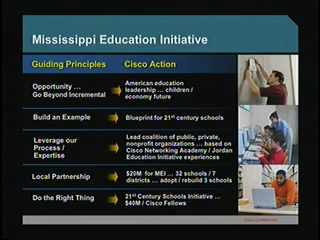 Mississippi Education Initiative
Guiding Principles
Cisco Action
Opportunity …
Go Beyond Incremental
American education
leadership … children /
economy future
Build an Example
Blueprint for 21st century schools
Leverage our
Process /
Expertise
Lead coalition of public, private,
nonprofit organizations … based on
Cisco Networking Academy / Jordan
Education Initiative experiences
Local Partnership
$20M for MEI … 32 schools / 7
districts … adopt / rebuild 3 schools
Do the Right Thing
21st Century Schools Initiative …
$40M / Cisco Fellows
Cisco Confidential